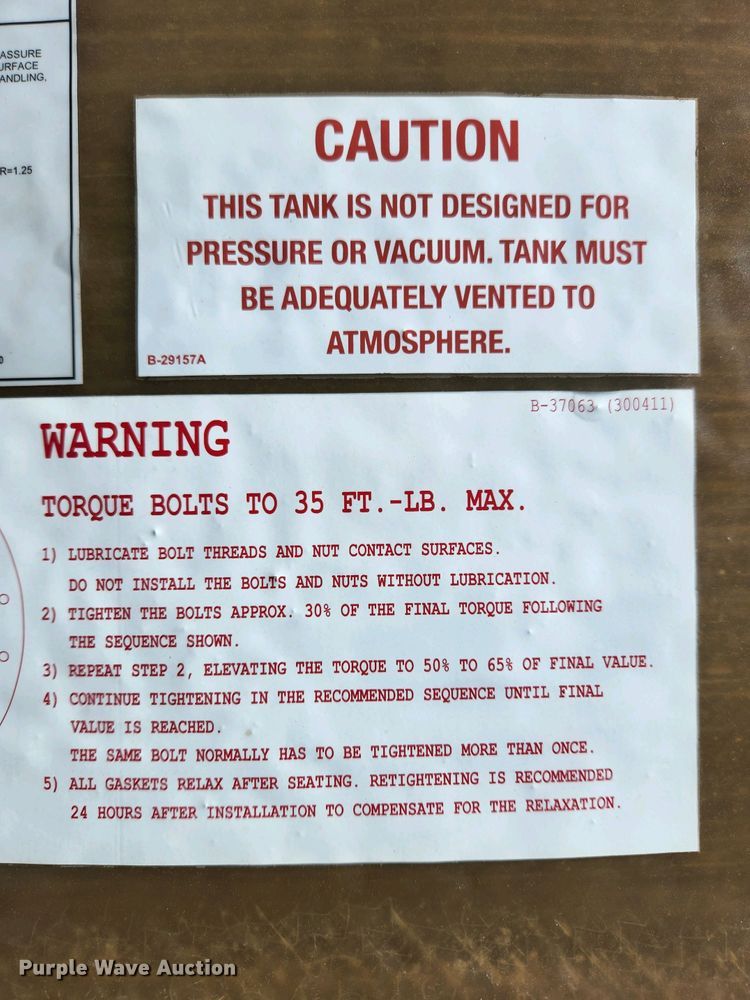 ASSURE
URFACE
ANDLING,
R=1.25
CAUTION
THIS TANK IS NOT DESIGNED FOR
PRESSURE OR VACUUM. TANK MUST
BE ADEQUATELY VENTED TO
ATMOSPHERE.
B-29157A
B-37063 (300411)
WARNING
TORQUE BOLTS TO 35 FT.-LB. MAX.
1) LUBRICATE BOLT THREADS AND NUT CONTACT SURFACES.
DO NOT INSTALL THE BOLTS AND NUTS WITHOUT LUBRICATION.
2) TIGHTEN THE BOLTS APPROX. 30% OF THE FINAL TORQUE FOLLOWING
THE SEQUENCE SHOWN.
3) REPEAT STEP 2, ELEVATING THE TORQUE TO 50% TO 65% OF FINAL VALUE.
4) CONTINUE TIGHTENING IN THE RECOMMENDED SEQUENCE UNTIL FINAL
VALUE IS REACHED.
THE SAME BOLT NORMALLY HAS TO BE TIGHTENED MORE THAN ONCE.
5) ALL GASKETS RELAX AFTER SEATING. RETIGHTENING IS RECOMMENDED
24 HOURS AFTER INSTALLATION TO COMPENSATE FOR THE RELAXATION.
Purple Wave Auction